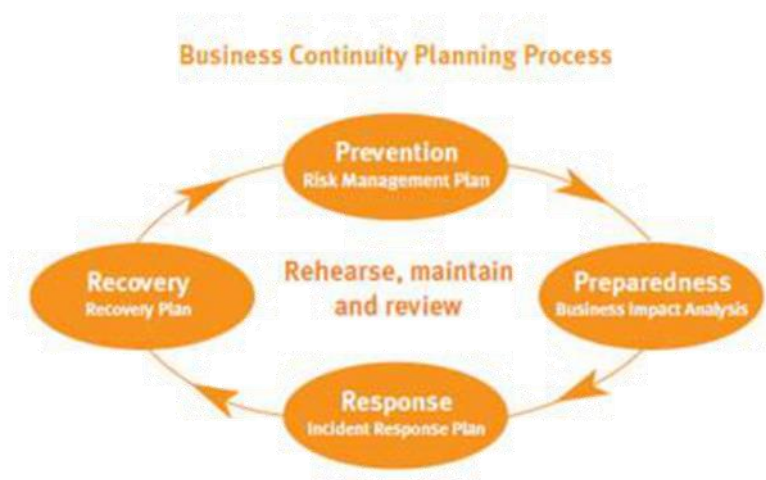 Business Continuity Planning Process
Prevention
Risk Management Plan
Recovery
Recovery Plan
Rehearse, maintain
and review
Preparedness
Business Impact Analysis
Response
Incident Response Plan